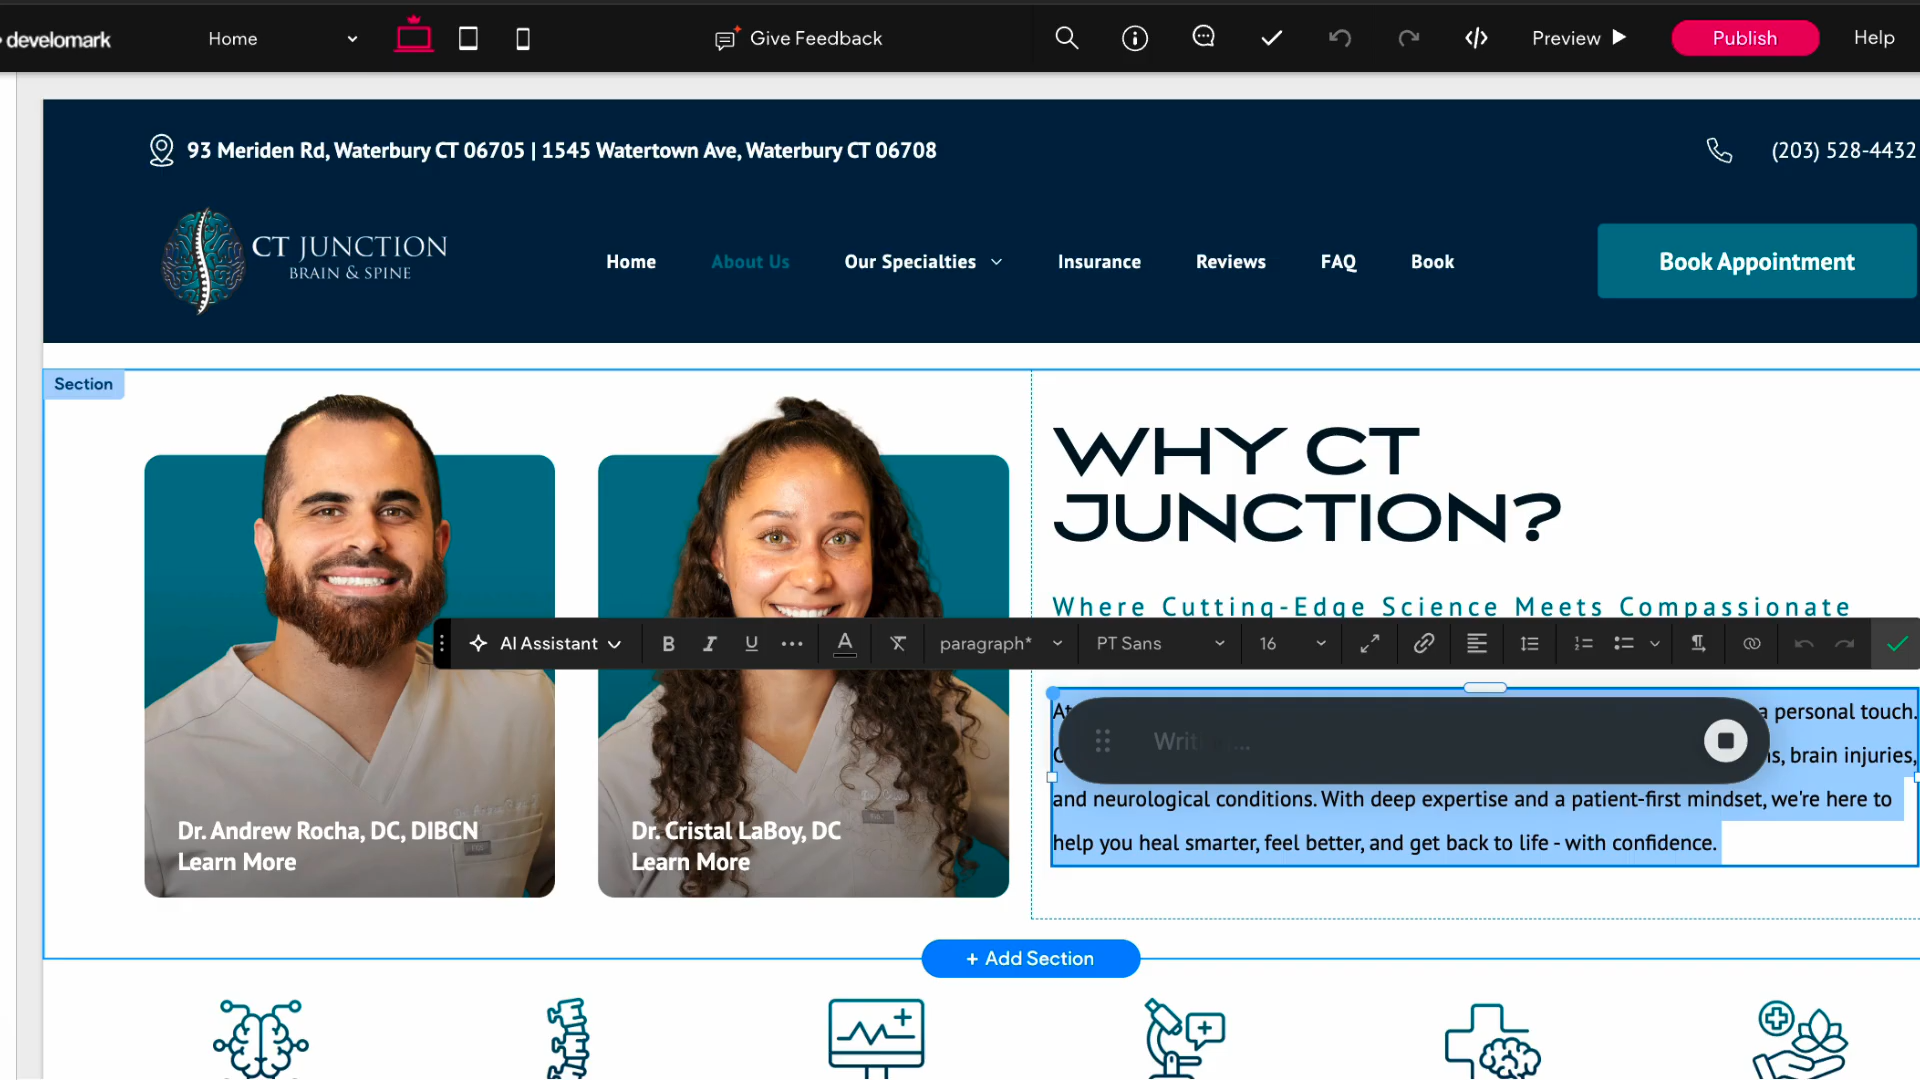 develomark
Home
Give Feedback
Preview
Publish
Help
93 Meriden Rd, Waterbury CT 06705 | 1545 Watertown Ave, Waterbury CT 06708
(203) 528-4432
CT JUNCTION
BRAIN & SPINE
Home
About Us
Our Specialties
Insurance
Reviews
FAQ
Book
Book Appointment
Section
WHY CT
JUNCTION?
Where Cutting-Edge Science Meets Compassionate
AI Assistant
B I U
A
paragraph*
PT Sans
16
At
Writing...
a personal touch.
brain injuries,
and neurological conditions. With deep expertise and a patient-first mindset, we're here to
help you heal smarter, feel better, and get back to life - with confidence.
Dr. Andrew Rocha, DC, DIBCN
Learn More
Dr. Cristal LaBoy, DC
Learn More
+ Add Section